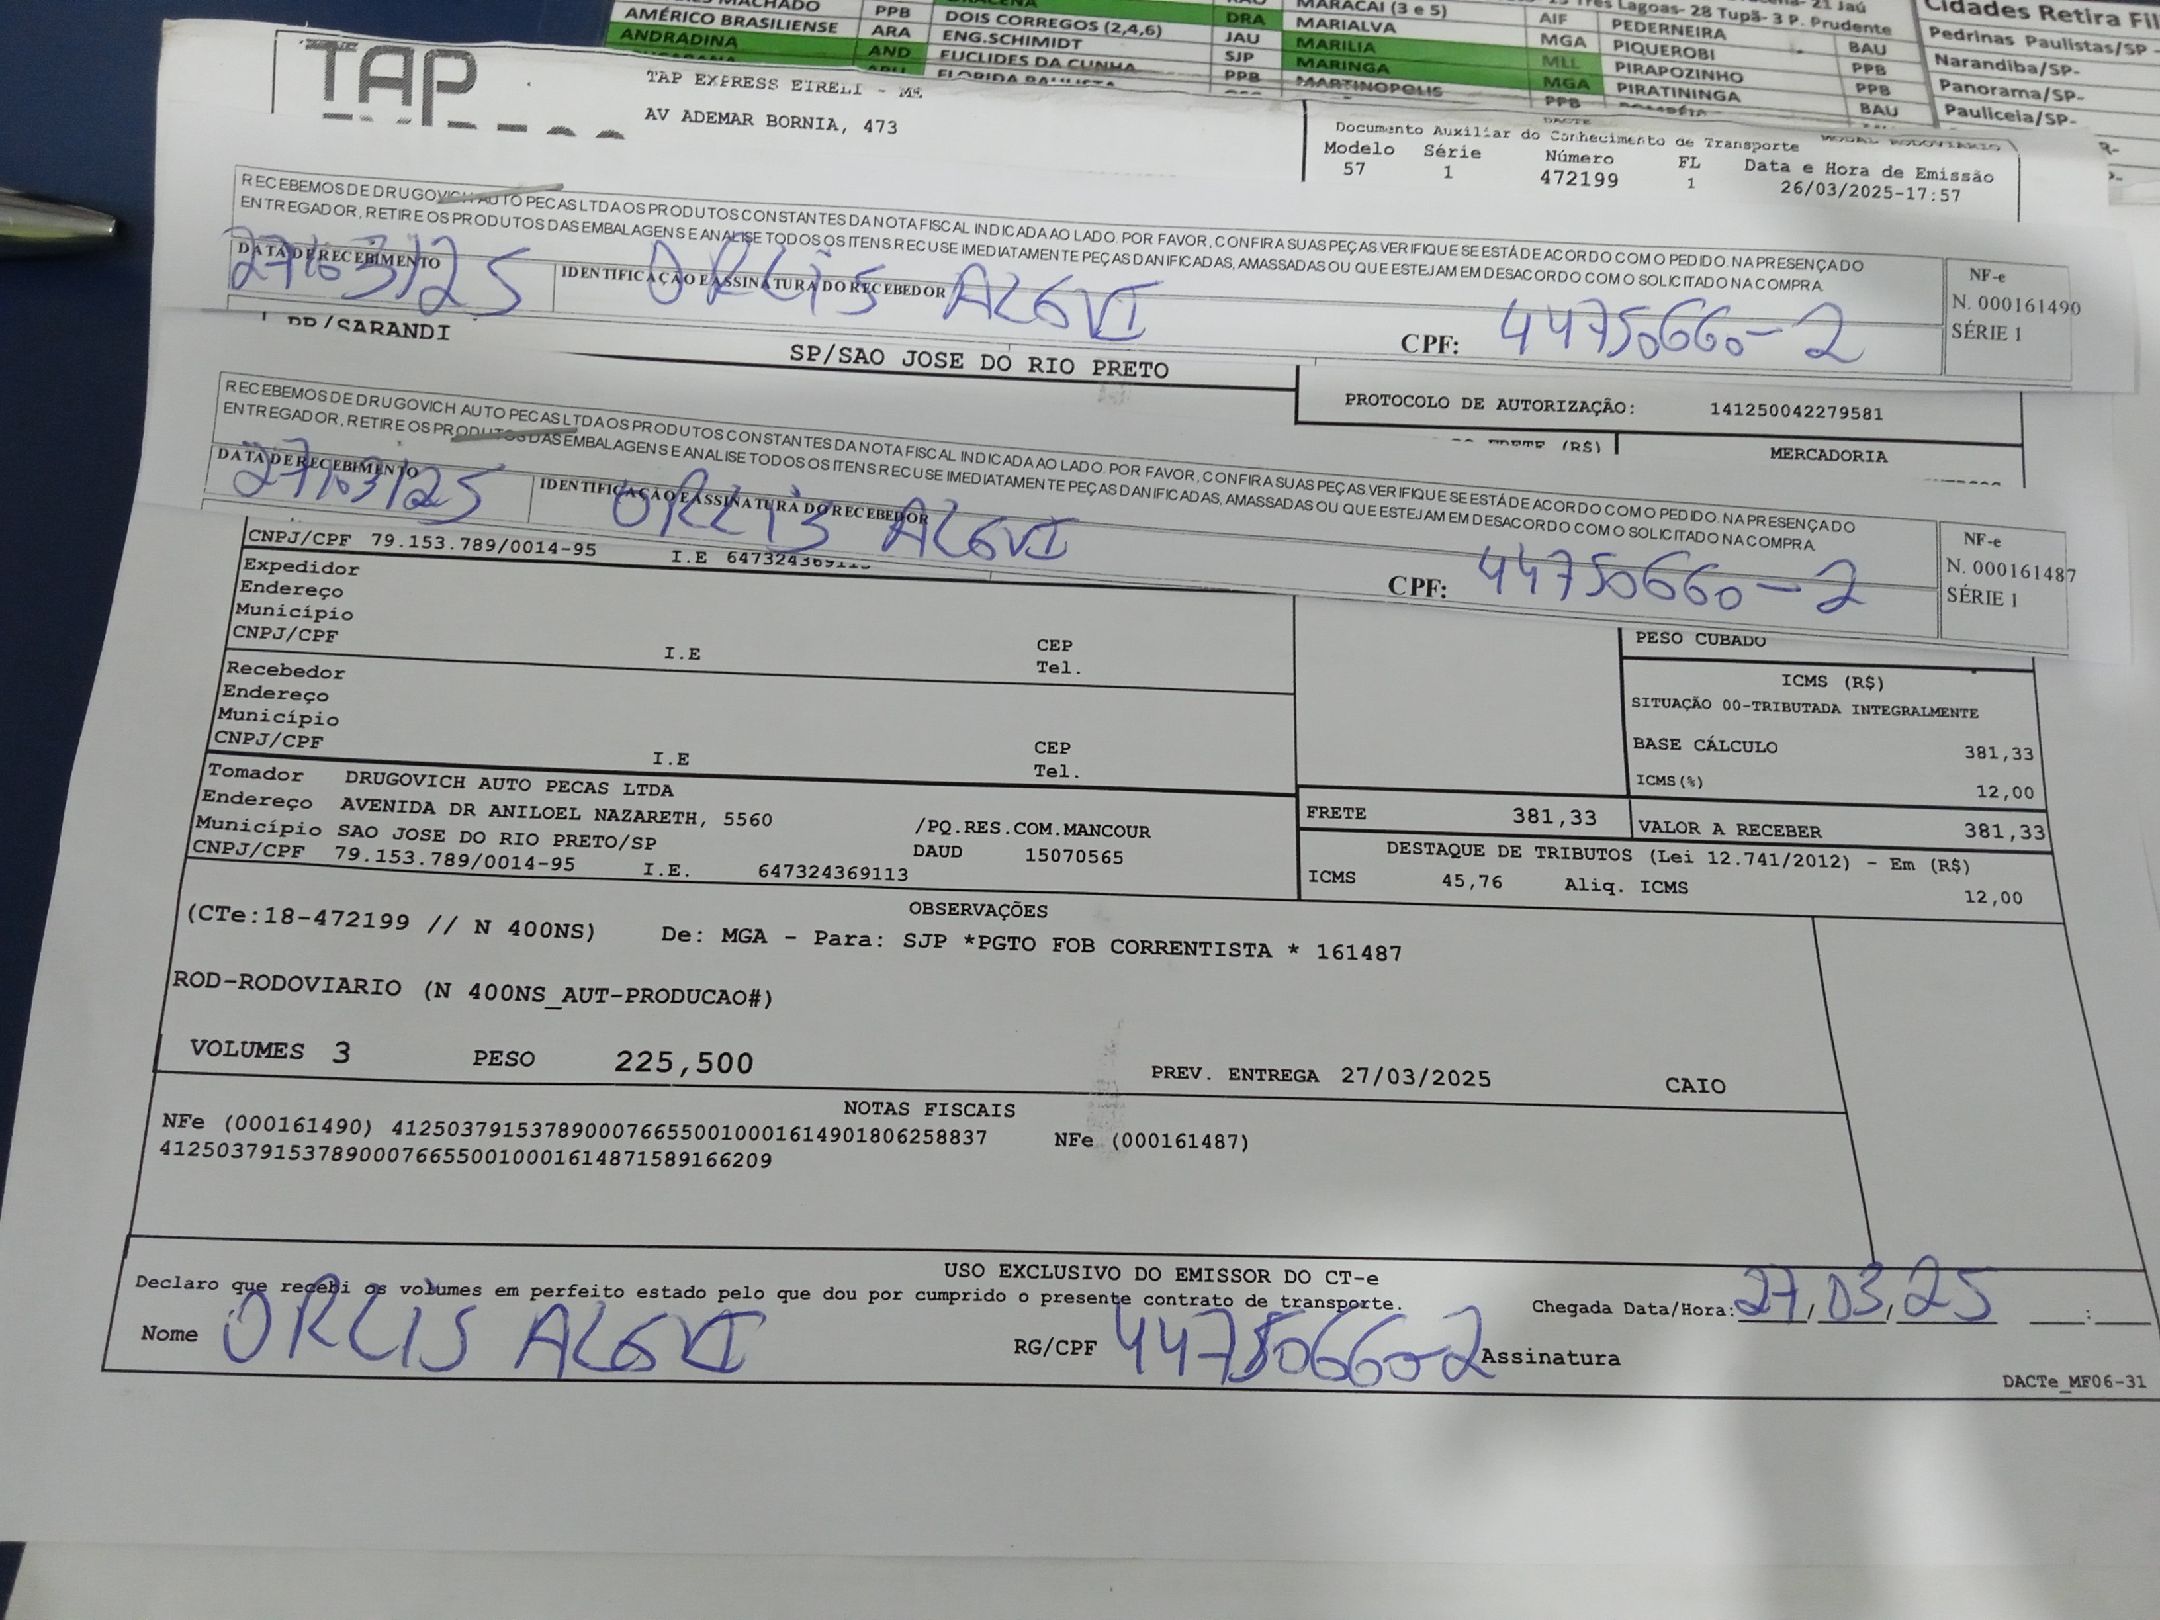 AMÉRICO BRASILIENSE PPB DOIS CORREGOS (2,4,6) DRA MARIALVA AIF PEDERNEIRA Pedrinas Paulistas/SP -
ANDRADINA ARA ENG.SCHIMIDT JAU MARILIA MGA PIQUEROBI BAU Narandiba/SP-
AND EUCLIDES DA CUNHA SJP MARINGA MLL PIRAPOZINHO PPB Panorama/SP-
PPB MARTINOPOLIS MGA PIRATININGA PPB Pauliceia/SP-
PPB BAU
MARACAI (3 e 5)
Tres Lagoas- 28 Tupã- 3 P. Prudente
21 Jaú
Cidades Retira
TAP
TAP EXPRESS EIRELI - ME
AV ADEMAR BORNIA, 473
DACTE
Documento Auxiliar do Conhecimento de Transporte
MODAL RODOVIARIO
Modelo Série Número FL Data e Hora de Emissão
57 1 472199 1 26/03/2025-17:57
RECEBEMOS DE DRUGOVICH AUTO PECAS LTDA OS PRODUTOS CONSTANTES DA NOTA FISCAL INDICADA AO LADO. POR FAVOR, CONFIRA SUAS PEÇAS VERIFIQUE SE ESTÁ DE ACORDO COM O PEDIDO. NA PRESENÇA DO
ENTREGADOR, RETIRE OS PRODUTOS DAS EMBALAGENS E ANALISE TODOS OS ITENS RECUSE IMEDIATAMENTE PEÇAS DANIFICADAS, AMASSADAS OU QUE ESTEJAM EM DESACORDO COM O SOLICITADO NA COMPRA.
DATA DE RECEBIMENTO IDENTIFICAÇÃO E ASSINATURA DO RECEBEDOR
27/03/25 ORLIS ALGVI CPF: 44750660-2
NF-e
N. 000161490
SÉRIE 1
PR/SARANDI
SP/SAO JOSE DO RIO PRETO
PROTOCOLO DE AUTORIZAÇÃO: 141250042279581
FRETE (R$) MERCADORIA
RECEBEMOS DE DRUGOVICH AUTO PECAS LTDA OS PRODUTOS CONSTANTES DA NOTA FISCAL INDICADA AO LADO. POR FAVOR, CONFIRA SUAS PEÇAS VERIFIQUE SE ESTÁ DE ACORDO COM O PEDIDO. NA PRESENÇA DO
ENTREGADOR, RETIRE OS PRODUTOS DAS EMBALAGENS E ANALISE TODOS OS ITENS RECUSE IMEDIATAMENTE PEÇAS DANIFICADAS, AMASSADAS OU QUE ESTEJAM EM DESACORDO COM O SOLICITADO NA COMPRA.
DATA DE RECEBIMENTO IDENTIFICAÇÃO E ASSINATURA DO RECEBEDOR
27/03/25 ORLIS ALGVI CPF: 44750660-2
NF-e
N. 000161487
SÉRIE 1
CNPJ/CPF 79.153.789/0014-95 I.E 647324369113
Expedidor
Endereço
Município CEP
CNPJ/CPF I.E Tel.
Recebedor
Endereço
Município CEP
CNPJ/CPF I.E Tel.
PESO CUBADO
ICMS (R$)
SITUAÇÃO 00-TRIBUTADA INTEGRALMENTE
BASE CÁLCULO 381,33
ICMS(%) 12,00
Tomador DRUGOVICH AUTO PECAS LTDA
Endereço AVENIDA DR ANILOEL NAZARETH, 5560 /PQ.RES.COM.MANCOUR
Município SAO JOSE DO RIO PRETO/SP DAUD 15070565
CNPJ/CPF 79.153.789/0014-95 I.E. 647324369113
FRETE 381,33 VALOR A RECEBER 381,33
DESTAQUE DE TRIBUTOS (Lei 12.741/2012) - Em (R$)
ICMS 45,76 Aliq. ICMS 12,00
OBSERVAÇÕES
(CTe:18-472199 // N 400NS) De: MGA - Para: SJP *PGTO FOB CORRENTISTA * 161487
ROD-RODOVIARIO (N 400NS_AUT-PRODUCAO#)
VOLUMES 3 PESO 225,500 PREV. ENTREGA 27/03/2025 CAIO
NOTAS FISCAIS
NFe (000161490) 41250379153789000766550010001614901806258837 NFe (000161487)
41250379153789000766550010001614871589166209
USO EXCLUSIVO DO EMISSOR DO CT-e
Declaro que recebi os volumes em perfeito estado pelo que dou por cumprido o presente contrato de transporte.
Chegada Data/Hora: 27/03/25 __:__
Nome ORLIS ALGVI RG/CPF 44750660-2 Assinatura
DACTe_MF06-31